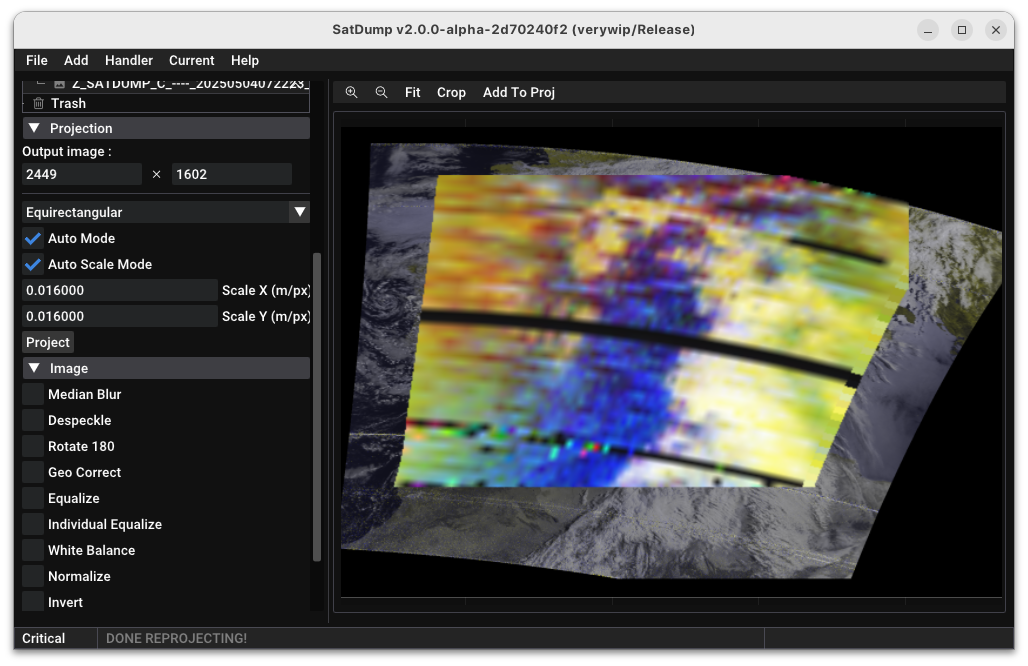 SatDump v2.0.0-alpha-2d70240f2 (verywip/Release)
File Add Handler Current Help
Trash
Fit Crop Add To Proj
Projection
Output image :
2449 × 1602
Equirectangular
Auto Mode
Auto Scale Mode
0.016000 Scale X (m/px)
0.016000 Scale Y (m/px)
Project
Image
Median Blur
Despeckle
Rotate 180
Geo Correct
Equalize
Individual Equalize
White Balance
Normalize
Invert
Critical DONE REPROJECTING!